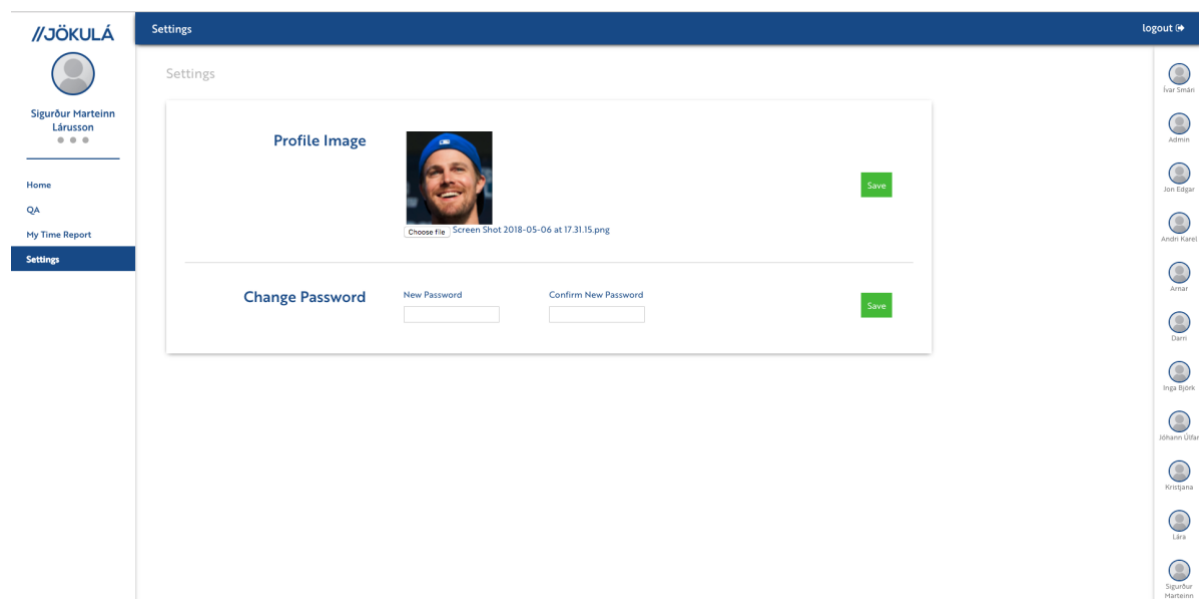 //JÖKULÁ
Sigurður Marteinn
Lárusson
Home
QA
My Time Report
Settings
Settings
logout
Settings
Profile Image
Choose file Screen Shot 2018-05-06 at 17.31.15.png
Save
Change Password
New Password
Confirm New Password
Save
Ívar Smán
Admin
Jon Edgar
Andri Karel
Arnar
Darri
Inga Björk
Jóhann Úlfar
Kristjana
Lára
Sigurður
Marteinn